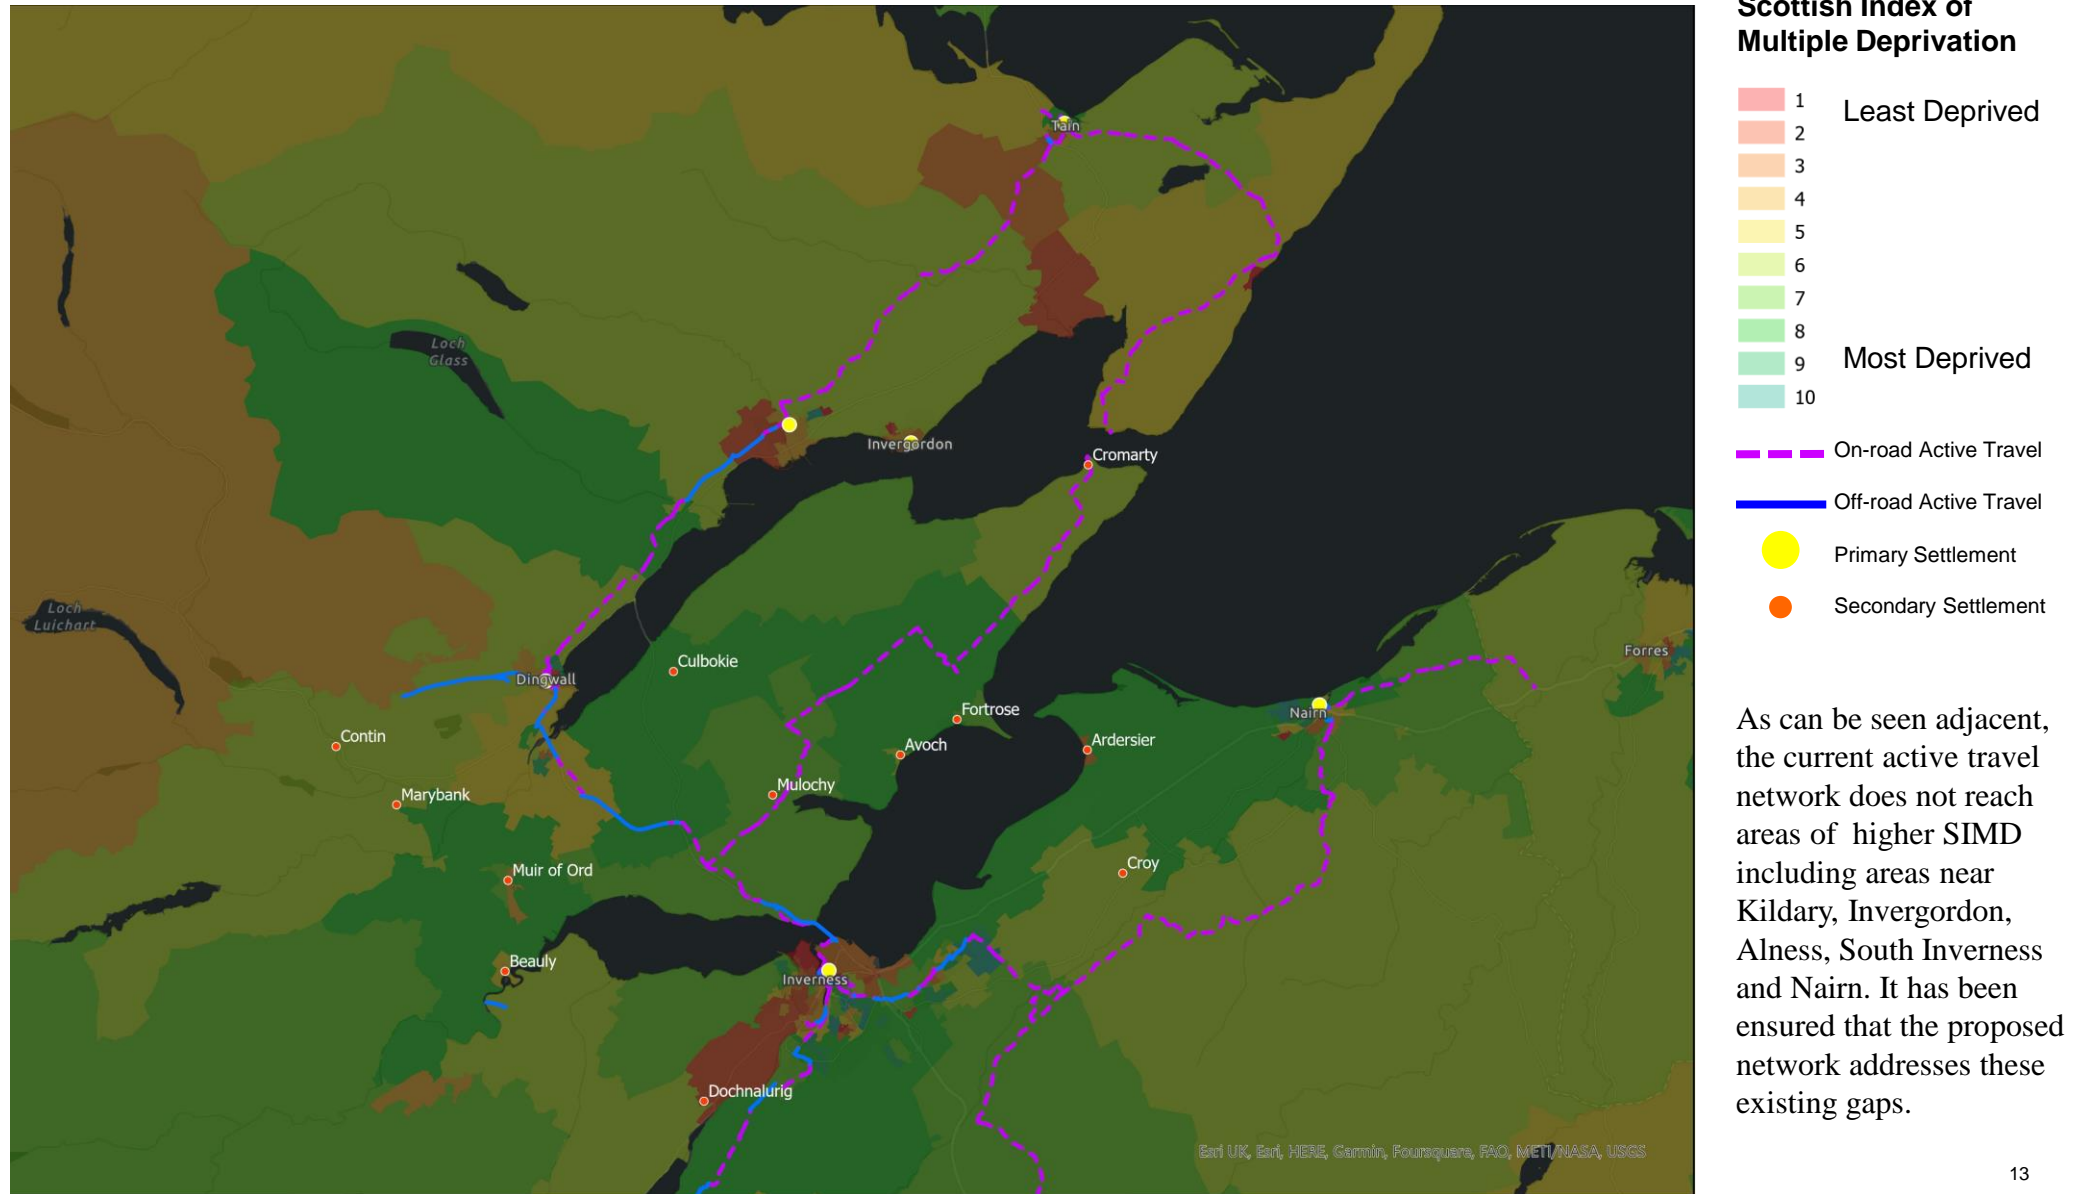 Scottish Index of
Multiple Deprivation
1
Least Deprived
2
3
4
5
6
7
8
Most Deprived
9
10
On-road Active Travel
Off-road Active Travel
Primary Settlement
Secondary Settlement
As can be seen adjacent,
the current active travel
network does not reach
areas of higher SIMD
including areas near
Kildary, Invergordon,
Alness, South Inverness
and Nairn. It has been
ensured that the proposed
network addresses these
existing gaps.
13
Tain
Loch
Glass
Invergordon
Cromarty
Loch
Luichart
Culbokie
Dingwall
Forres
Fortrose
Nairn
Contin
Avoch
Ardersier
Mulochy
Marybank
Croy
Muir of Ord
Beauly
Inverness
Dochnalurig
Esri UK, Esri, HERE, Garmin, Foursquare, FAO, METI/NASA, USGS